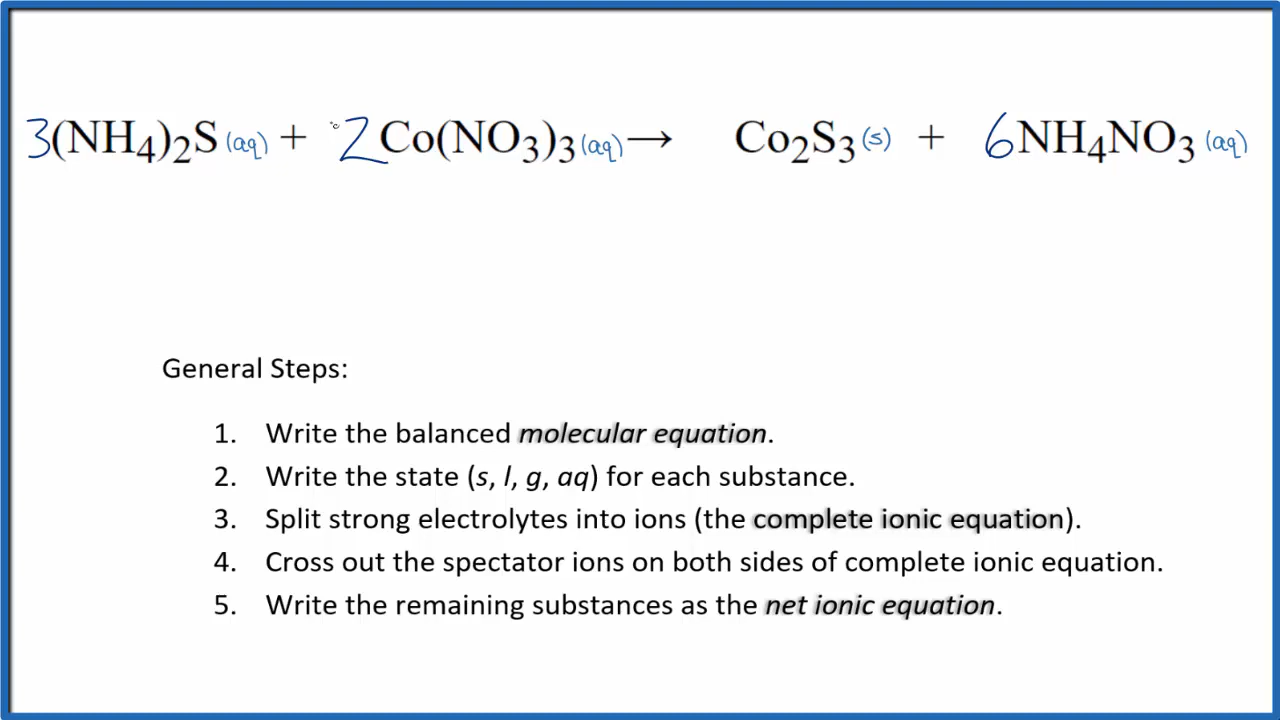 3(NH₄)₂S (aq) + 2Co(NO₃)₃ (aq) → Co₂S₃ (s) + 6NH₄NO₃ (aq)
General Steps:
1. Write the balanced molecular equation.
2. Write the state (s, l, g, aq) for each substance.
3. Split strong electrolytes into ions (the complete ionic equation).
4. Cross out the spectator ions on both sides of complete ionic equation.
5. Write the remaining substances as the net ionic equation.